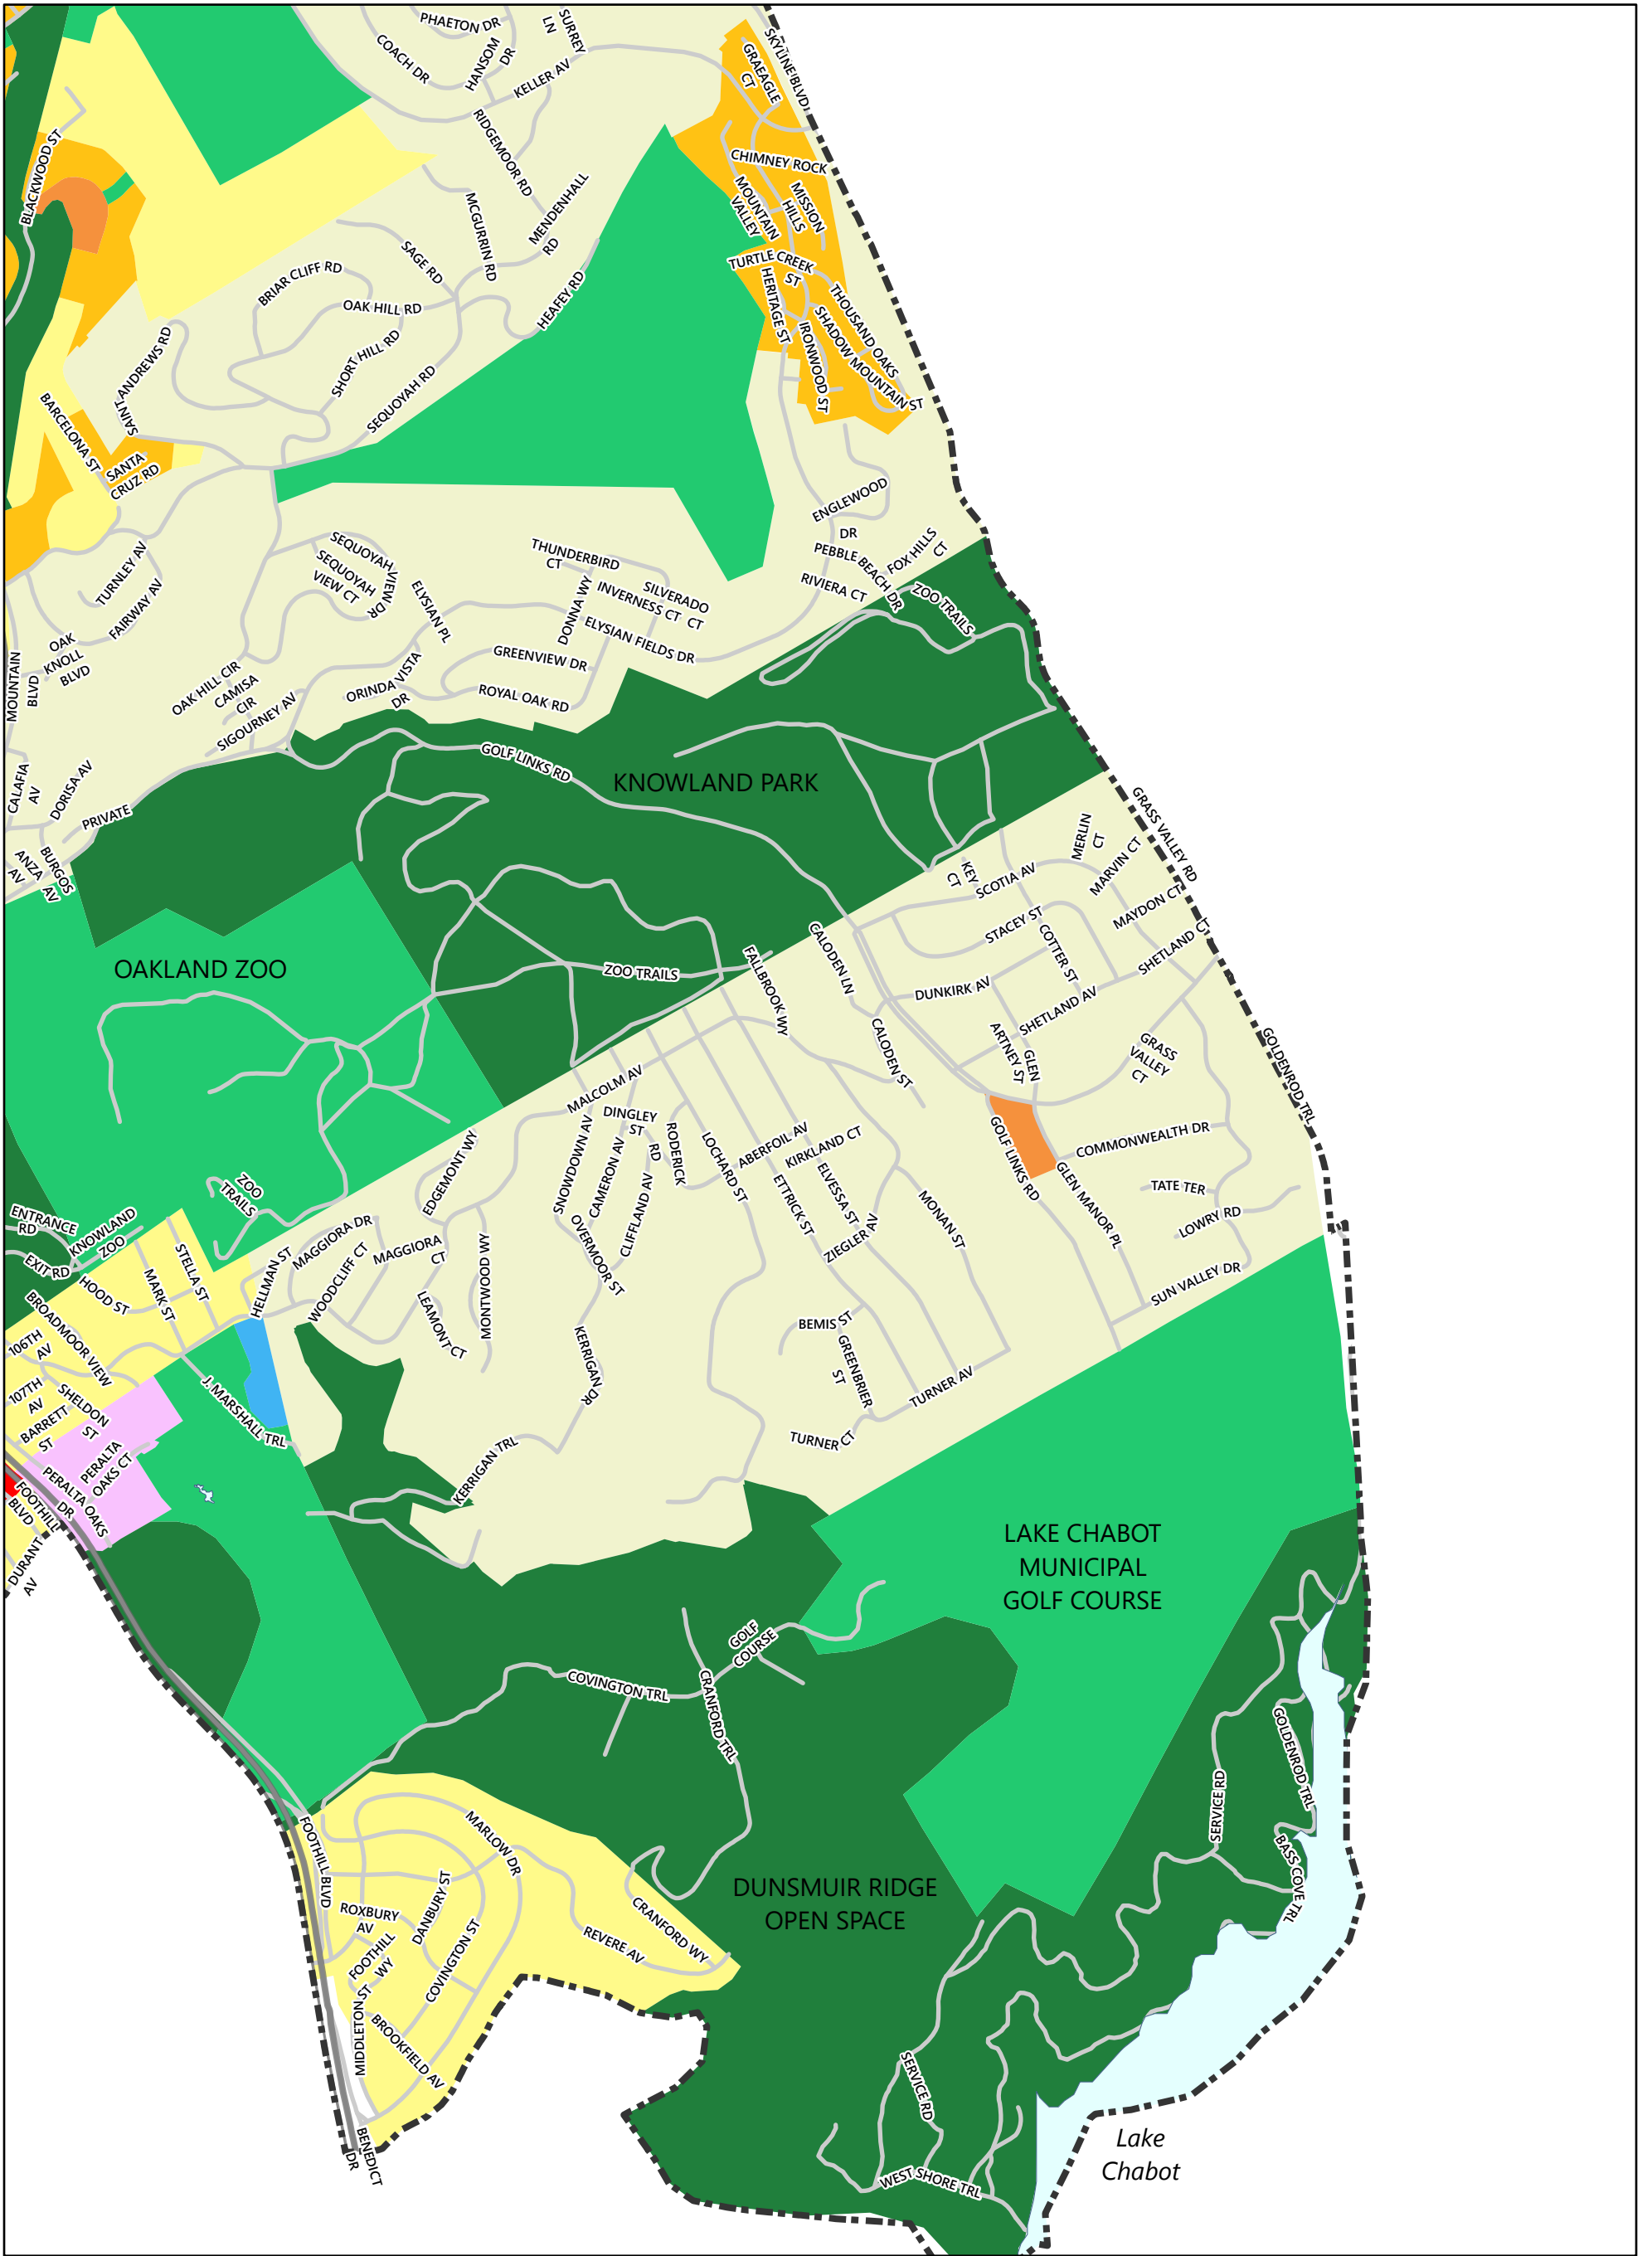 PHAETON DR
SURREY
LN
COACH DR
HANSOM
DR
KELLER AV
SKYLINE BLVD
GRAEAGLE
CT
RIDGEMOOR RD
BLACKWOOD ST
CHIMNEY ROCK
MOUNTAIN
VALLEY
MISSION
HILLS
MCGURRIN RD
MENDENHALL
RD
SAGE RD
BRIAR CLIFF RD
OAK HILL RD
HEAFEY RD
TURTLE CREEK
ST
HERITAGE ST
THOUSAND OAKS
SHADOW MOUNTAIN ST
IRONWOOD ST
SAINT ANDREWS RD
SHORT HILL RD
SEQUOYAH RD
BARCELONA ST
SANTA
CRUZ RD
ENGLEWOOD
DR
TURNLEY AV
FAIRWAY AV
SEQUOYAH
VIEW DR
SEQUOYAH
VIEW CT
ELYSIAN PL
THUNDERBIRD
CT
DONNA WY
INVERNESS CT
SILVERADO
CT
PEBBLE BEACH DR
FOX HILLS
CT
RIVIERA CT
ZOO TRAILS
ELYSIAN FIELDS DR
GREENVIEW DR
ROYAL OAK RD
ORINDA VISTA
DR
OAK
KNOLL
BLVD
MOUNTAIN
BLVD
OAK HILL CIR
CAMISA
CIR
SIGOURNEY AV
CALAFIA
AV
DORISA AV
PRIVATE
ANZA
AV
BURGOS
AV
GOLF LINKS RD
KNOWLAND PARK
OAKLAND ZOO
ZOO TRAILS
GRASS VALLEY RD
MERLIN
CT
MARVIN CT
MAYDON CT
SHETLAND CT
KEY
CT
SCOTIA AV
STACEY ST
COTTER ST
DUNKIRK AV
SHETLAND AV
ARTNEY ST
GLEN
CALODEN LN
CALODEN ST
FALLBROOK WY
GRASS
VALLEY
CT
GOLDENROD TRL
MALCOLM AV
DINGLEY
ST
RODERICK
RD
SNOWDOWN AV
CAMERON AV
CLIFFLAND AV
OVERMOOR ST
LOCHARD ST
ABERFOIL AV
KIRKLAND CT
ETTRICK ST
ELVESSA ST
ZIEGLER AV
MONAN ST
GOLF LINKS RD
GLEN MANOR PL
COMMONWEALTH DR
TATE TER
LOWRY RD
SUN VALLEY DR
EDGEMONT WY
MAGGIORA DR
MAGGIORA
CT
WOODCLIFF CT
LEAMONT CT
MONTWOOD WY
HELLMAN ST
ZOO
TRAILS
ENTRANCE
RD
KNOWLAND
ZOO
EXIT RD
HOOD ST
MARK ST
STELLA ST
BROADMOOR VIEW
106TH
AV
107TH
AV
SHELDON
ST
BARRETT
ST
PERALTA
OAKS CT
PERALTA OAKS
DR
FOOTHILL
BLVD
DURANT
AV
J. MARSHALL TRL
KERRIGAN DR
KERRIGAN TRL
BEMIS ST
GREENBRIER
ST
TURNER AV
TURNER CT
LAKE CHABOT
MUNICIPAL
GOLF COURSE
GOLF
COURSE
COVINGTON TRL
CRANFORD TRL
GOLDENROD TRL
SERVICE RD
BASS COVE TRL
DUNSMUIR RIDGE
OPEN SPACE
FOOTHILL BLVD
MARLOW DR
ROXBURY
AV
DANBURY ST
COVINGTON ST
FOOTHILL
WY
MIDDLETON ST
BROOKFIELD AV
REVERE AV
CRANFORD WY
BENEDICT
DR
SERVICE RD
WEST SHORE TRL
Lake
Chabot